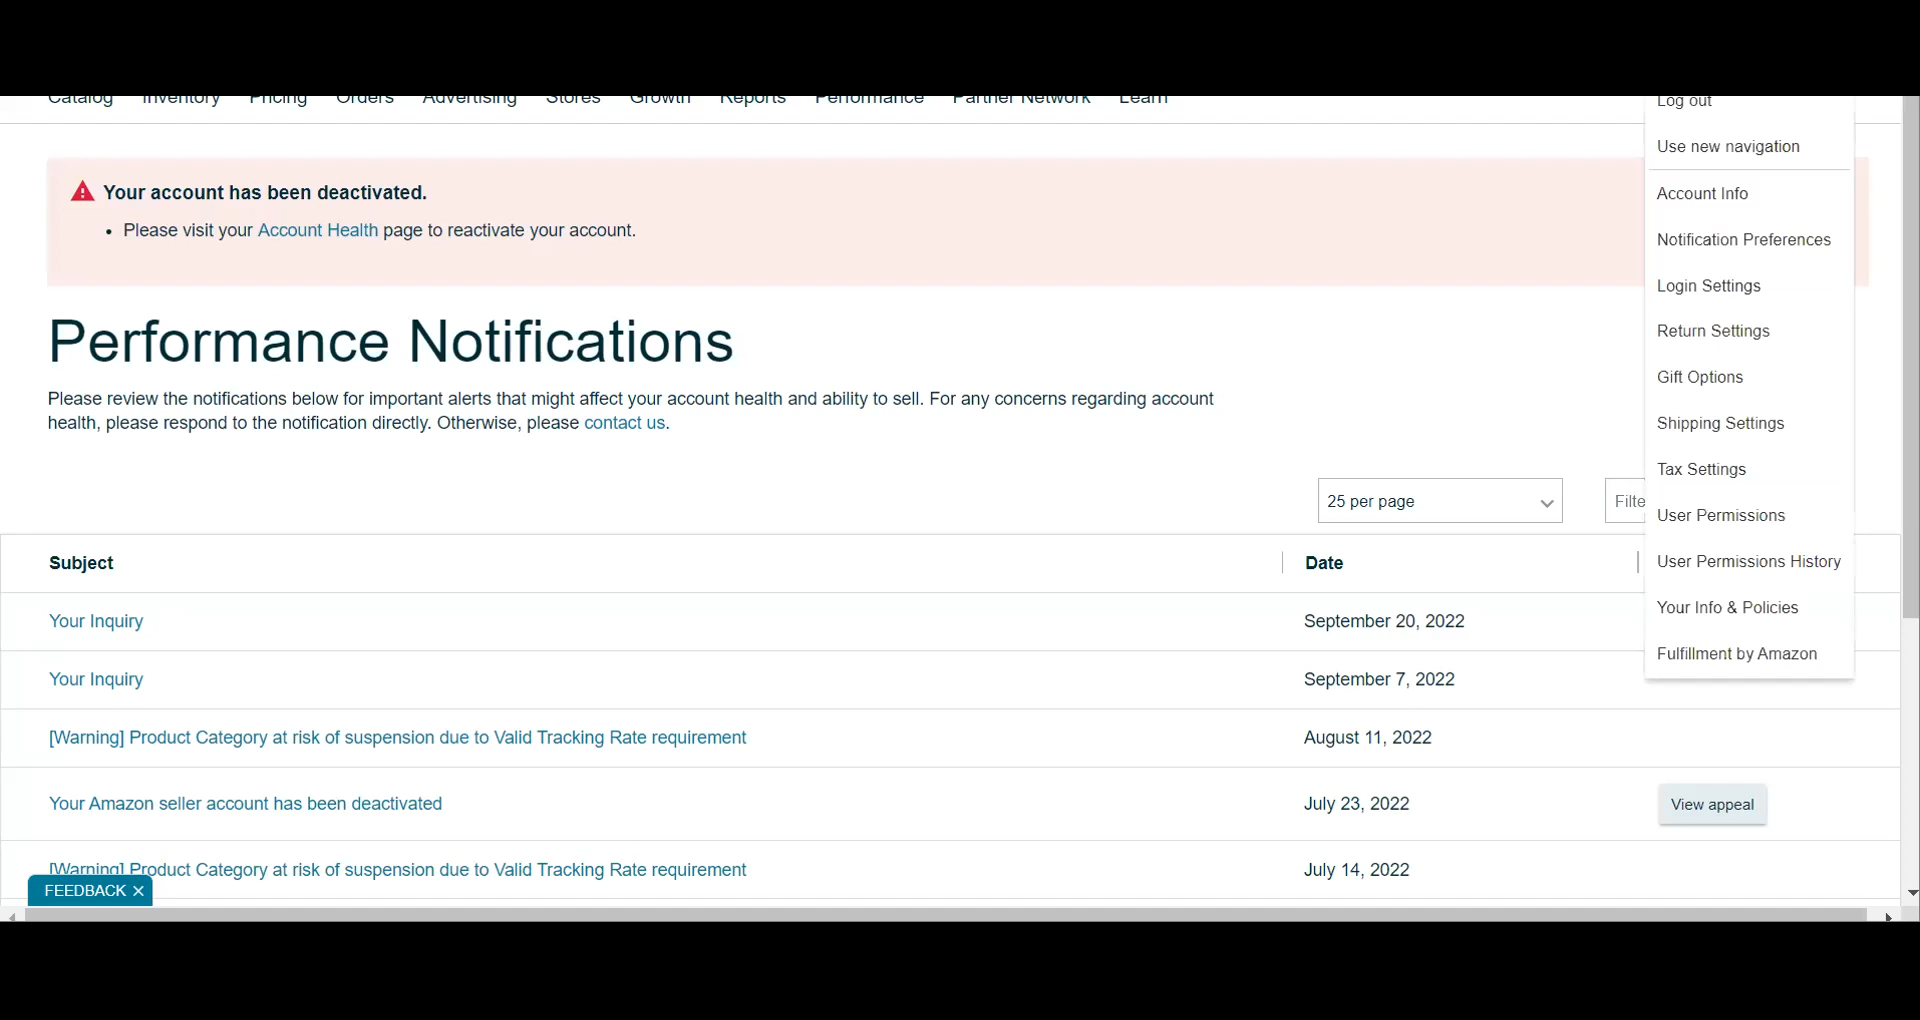 Catalog Inventory Pricing Orders Advertising Stores Growth Reports Performance Partner Network Learn
Log out
Use new navigation
Account Info
Notification Preferences
Login Settings
Return Settings
Gift Options
Shipping Settings
Tax Settings
User Permissions
User Permissions History
Your Info & Policies
Fulfillment by Amazon
Your account has been deactivated.
• Please visit your Account Health page to reactivate your account.
Performance Notifications
Please review the notifications below for important alerts that might affect your account health and ability to sell. For any concerns regarding account
health, please respond to the notification directly. Otherwise, please contact us.
25 per page Filte
Subject Date
Your Inquiry September 20, 2022
Your Inquiry September 7, 2022
[Warning] Product Category at risk of suspension due to Valid Tracking Rate requirement August 11, 2022
Your Amazon seller account has been deactivated July 23, 2022 View appeal
[Warning] Product Category at risk of suspension due to Valid Tracking Rate requirement July 14, 2022
FEEDBACK ×